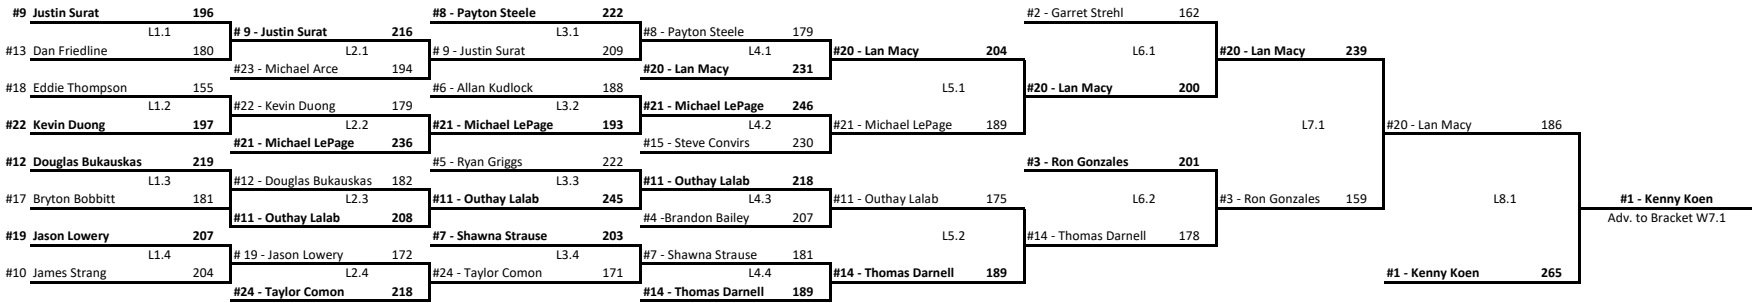 #9 Justin Surat 196
L1.1
#13 Dan Friedline 180
#18 Eddie Thompson 155
L1.2
#22 Kevin Duong 197
#12 Douglas Bukauskas 219
L1.3
#17 Bryton Bobbitt 181
#19 Jason Lowery 207
L1.4
#10 James Strang 204
# 9 - Justin Surat 216
L2.1
#23 - Michael Arce 194
#22 - Kevin Duong 179
L2.2
#21 - Michael LePage 236
#12 - Douglas Bukauskas 182
L2.3
#11 - Outhay Lalab 208
# 19 - Jason Lowery 172
L2.4
#24 - Taylor Comon 218
#8 - Payton Steele 222
L3.1
# 9 - Justin Surat 209
#6 - Allan Kudlock 188
L3.2
#21 - Michael LePage 193
#5 - Ryan Griggs 222
L3.3
#11 - Outhay Lalab 245
#7 - Shawna Strause 203
L3.4
#24 - Taylor Comon 171
#8 - Payton Steele 179
L4.1
#20 - Lan Macy 231
#21 - Michael LePage 246
L4.2
#15 - Steve Convirs 230
#11 - Outhay Lalab 218
L4.3
#4 -Brandon Bailey 207
#7 - Shawna Strause 181
L4.4
#14 - Thomas Darnell 189
#20 - Lan Macy 204
L5.1
#21 - Michael LePage 189
#11 - Outhay Lalab 175
L5.2
#14 - Thomas Darnell 189
#2 - Garret Strehl 162
L6.1
#20 - Lan Macy 200
#3 - Ron Gonzales 201
L6.2
#14 - Thomas Darnell 178
#20 - Lan Macy 239
L7.1
#3 - Ron Gonzales 159
#20 - Lan Macy 186
L8.1
#1 - Kenny Koen 265
#1 - Kenny Koen
Adv. to Bracket W7.1